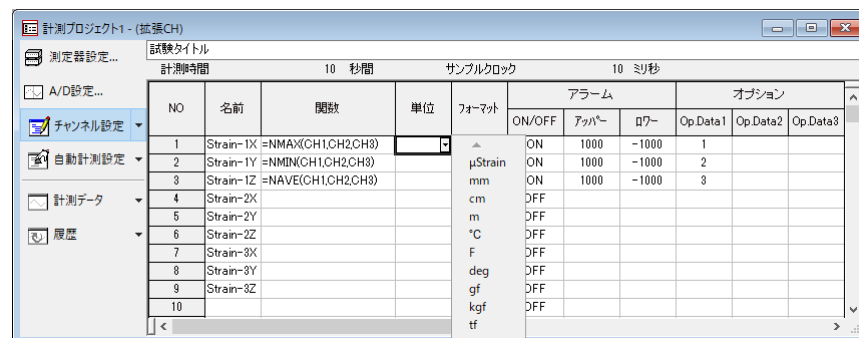 計測プロジェクト1 - (拡張CH)
測定器設定...
A/D設定...
チャンネル設定
自動計測設定
計測データ
履歴
試験タイトル
計測時間 10 秒間 サンプルクロック 10 ミリ秒
NO 名前 関数 単位 フォーマット アラーム オプション
ON/OFF アッパー ロワー Op.Data1 Op.Data2 Op.Data3
1 Strain-1X =NMAX(CH1,CH2,CH3) ON 1000 -1000 1
2 Strain-1Y =NMIN(CH1,CH2,CH3) μStrain ON 1000 -1000 2
3 Strain-1Z =NAVE(CH1,CH2,CH3) mm ON 1000 -1000 3
4 Strain-2X cm OFF
5 Strain-2Y m OFF
6 Strain-2Z °C OFF
7 Strain-3X F OFF
8 Strain-3Y deg OFF
9 Strain-3Z gf OFF
10 kgf OFF
tf